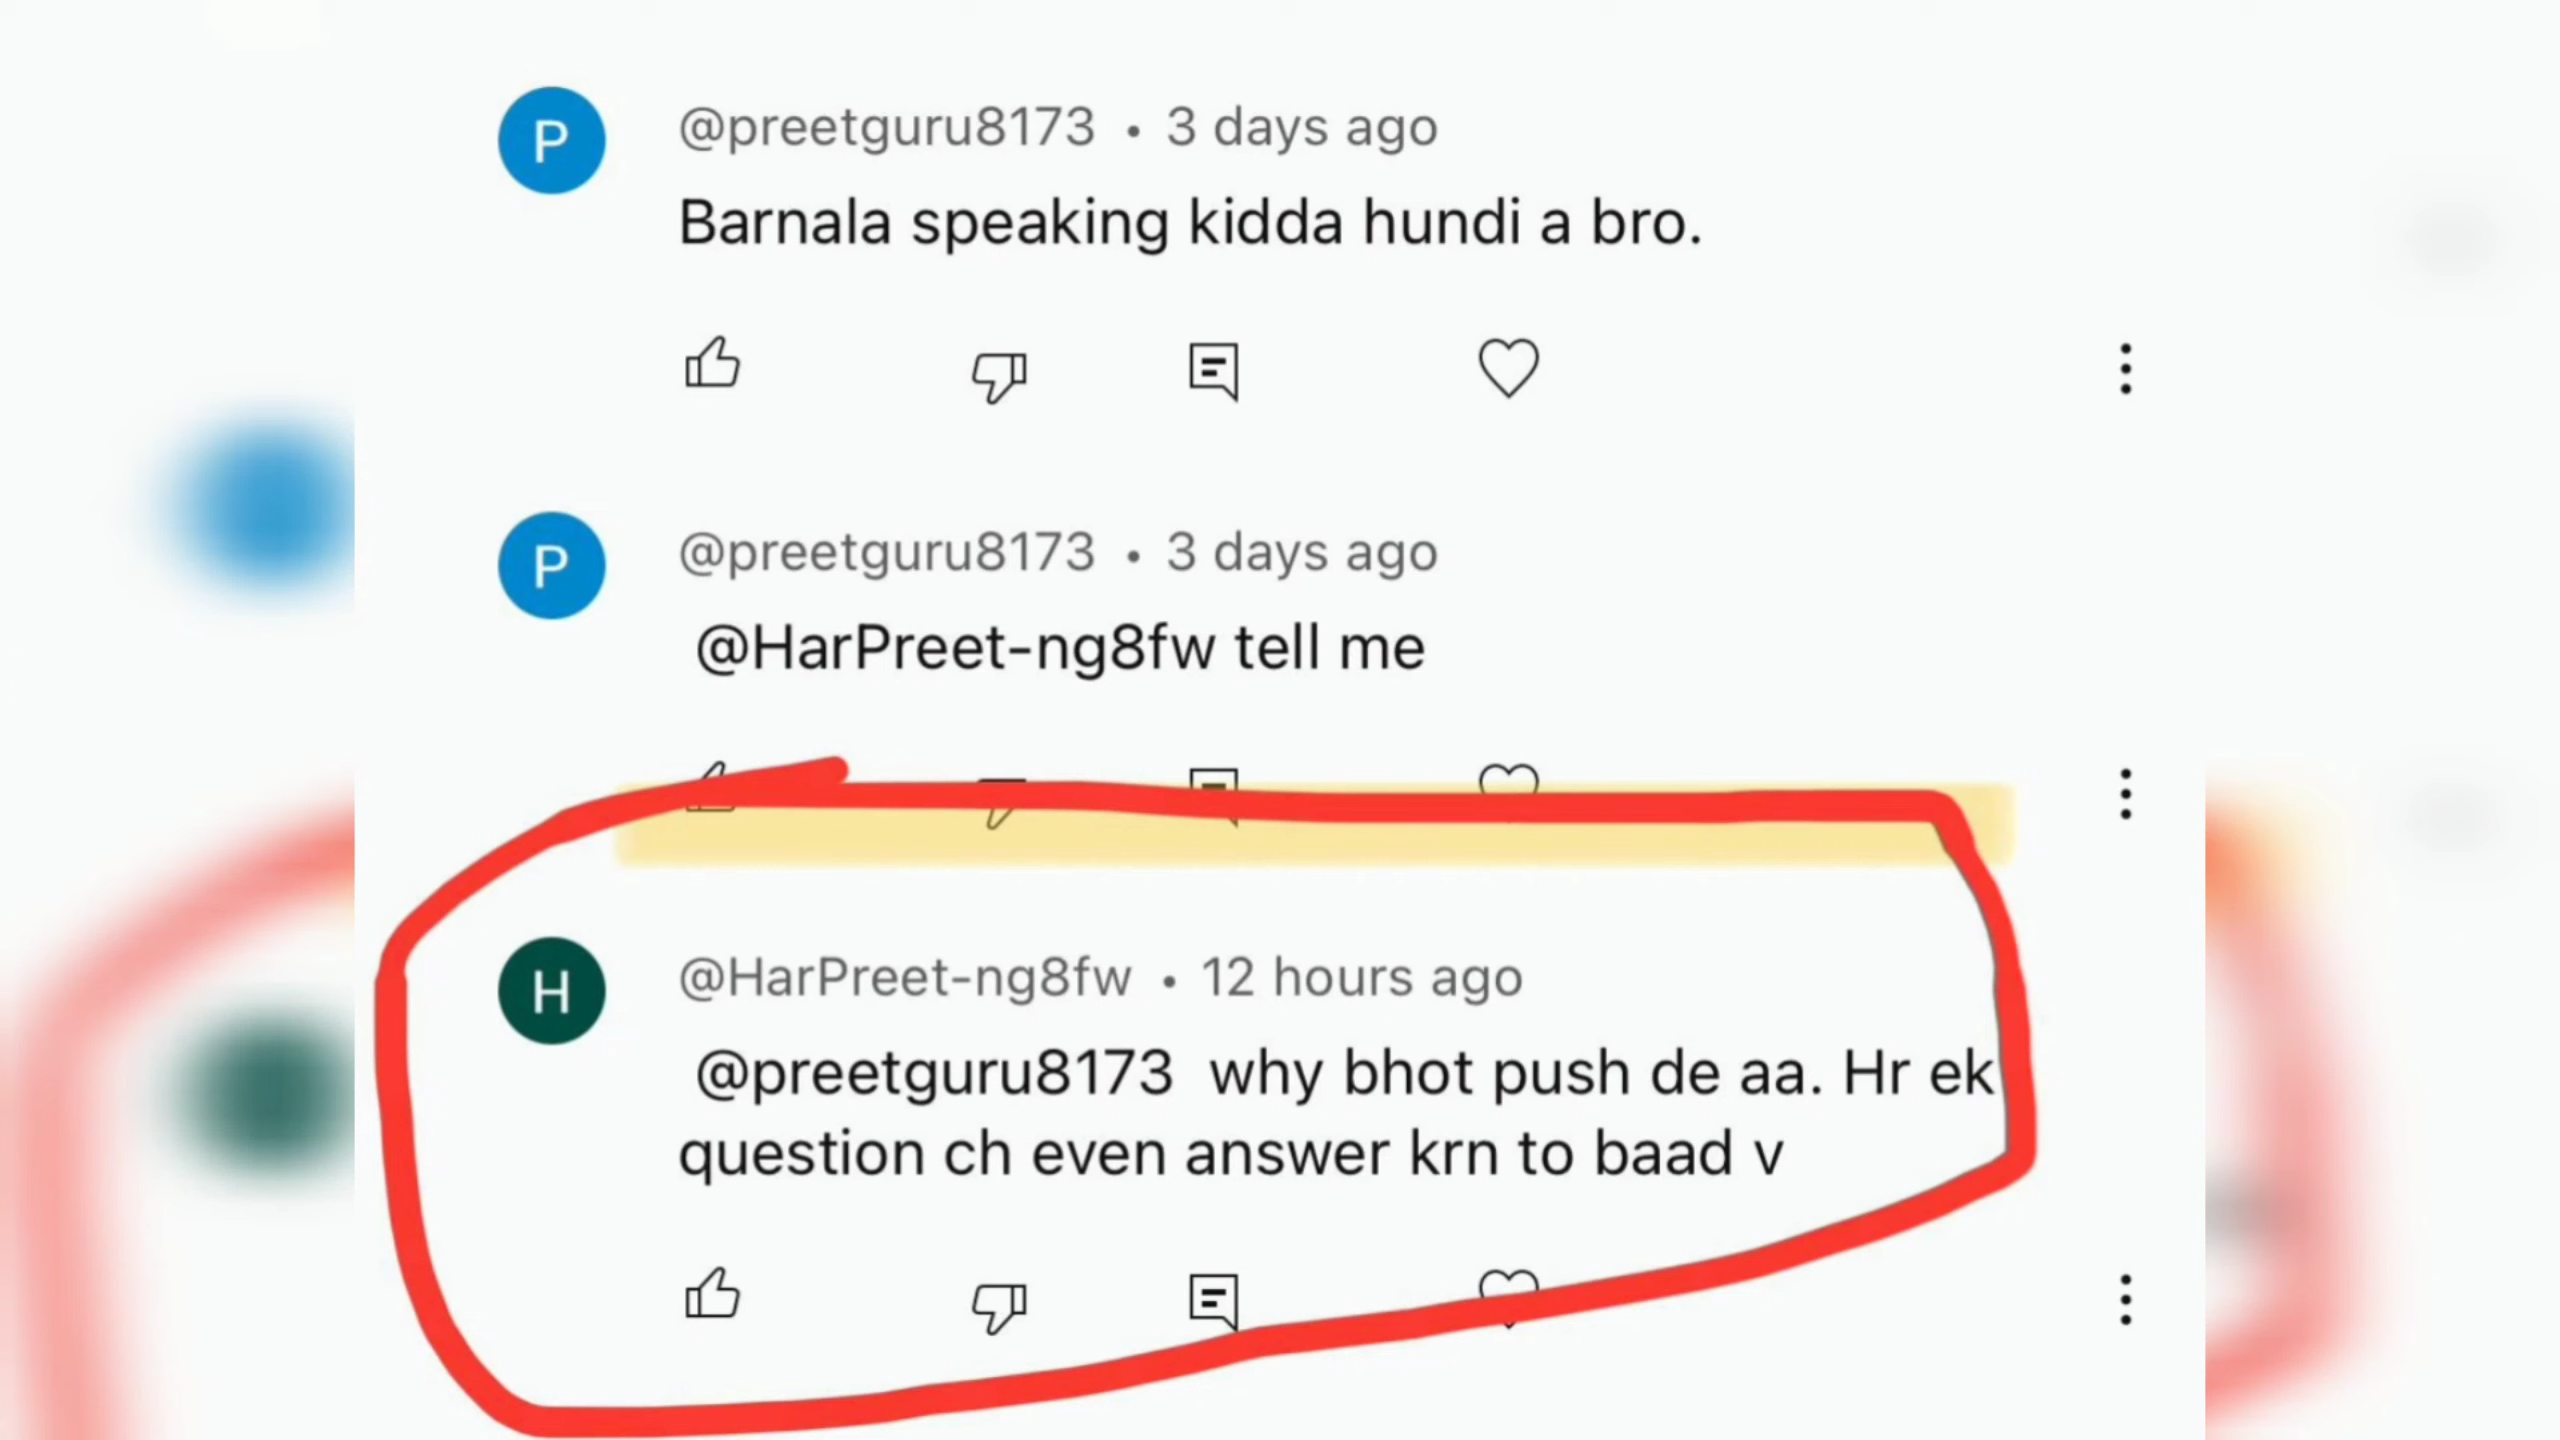 P
@preetguru8173 • 3 days ago
Barnala speaking kidda hundi a bro.
P
@preetguru8173 • 3 days ago
@HarPreet-ng8fw tell me
H
@HarPreet-ng8fw • 12 hours ago
@preetguru8173 why bhot push de aa. Hr ek
question ch even answer krn to baad v